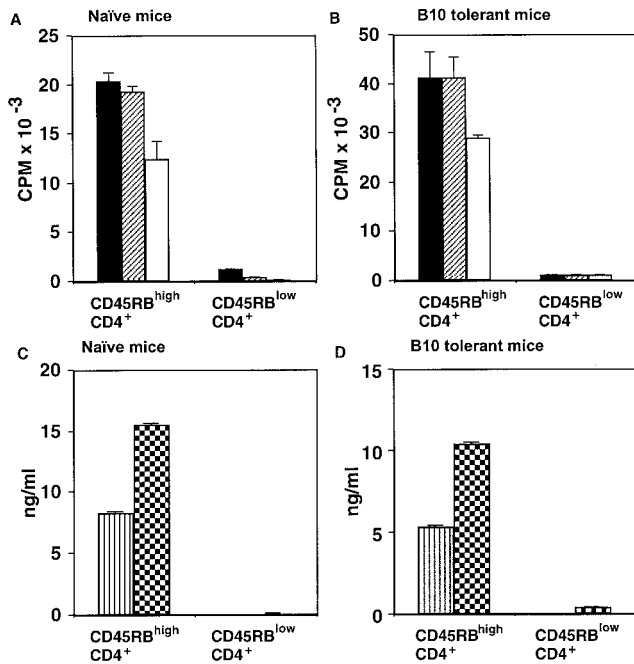 A Naïve mice
25
20
15
10
5
0
CPM x 10 -3
CD45RBhigh CD45RBlow
CD4+ CD4+
B B10 tolerant mice
50
40
30
20
10
0
CPM x 10 -3
CD45RBhigh CD45RBlow
CD4+ CD4+
C Naïve mice
20
15
10
5
0
ng/ml
CD45RBhigh CD45RBlow
CD4+ CD4+
D B10 tolerant mice
15
10
5
0
ng/ml
CD45RBhigh CD45RBlow
CD4+ CD4+